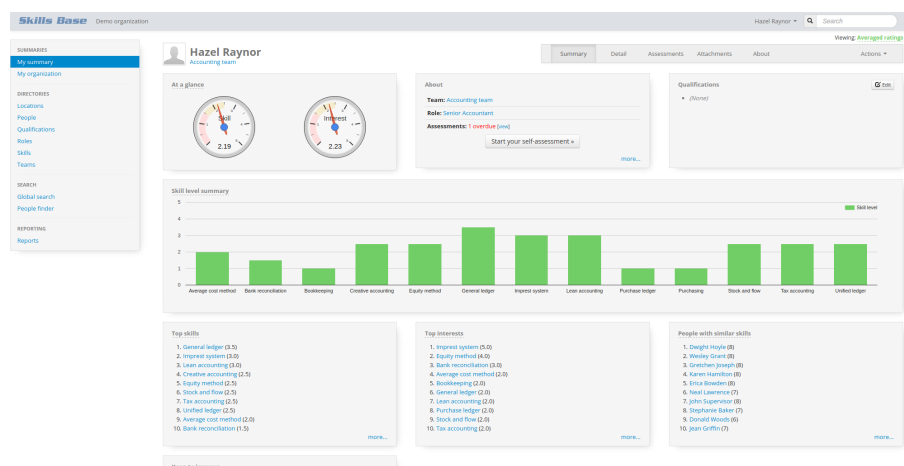 Skills Base Demo organization
Hazel Raynor
Search
Viewing: Averaged ratings
SUMMARIES
My summary
My organization
DIRECTORIES
Locations
People
Qualifications
Roles
Skills
Teams
SEARCH
Global search
People finder
REPORTING
Reports
Hazel Raynor
Accounting team
Summary Detail Assessments Attachments About Actions
At a glance
Skill
2.19
Interest
2.23
About
Team: Accounting team
Role: Senior Accountant
Assessments: 1 overdue [view]
Start your self-assessment »
more...
Qualifications
Edit
(None)
Skill level summary
Skill level
5
4
3
2
1
0
Average cost method Bank reconciliation Bookkeeping Creative accounting Equity method General ledger Imprest system Lean accounting Purchase ledger Purchasing Stock and flow Tax accounting Unified ledger
Top skills
1. General ledger (3.5)
2. Imprest system (3.0)
3. Lean accounting (3.0)
4. Creative accounting (2.5)
5. Equity method (2.5)
6. Stock and flow (2.5)
7. Tax accounting (2.5)
8. Unified ledger (2.5)
9. Average cost method (2.0)
10. Bank reconciliation (1.5)
more...
Top interests
1. Imprest system (5.0)
2. Equity method (4.0)
3. Bank reconciliation (3.0)
4. Average cost method (2.0)
5. Bookkeeping (2.0)
6. General ledger (2.0)
7. Lean accounting (2.0)
8. Purchase ledger (2.0)
9. Stock and flow (2.0)
10. Tax accounting (2.0)
more...
People with similar skills
1. Dwight Hoyle (8)
2. Wesley Grant (8)
3. Gretchen Joseph (8)
4. Karen Hamilton (8)
5. Erica Bowden (8)
6. Neal Lawrence (7)
7. John Supervisor (8)
8. Stephanie Baker (7)
9. Donald Woods (6)
10. Jean Griffin (7)
more...